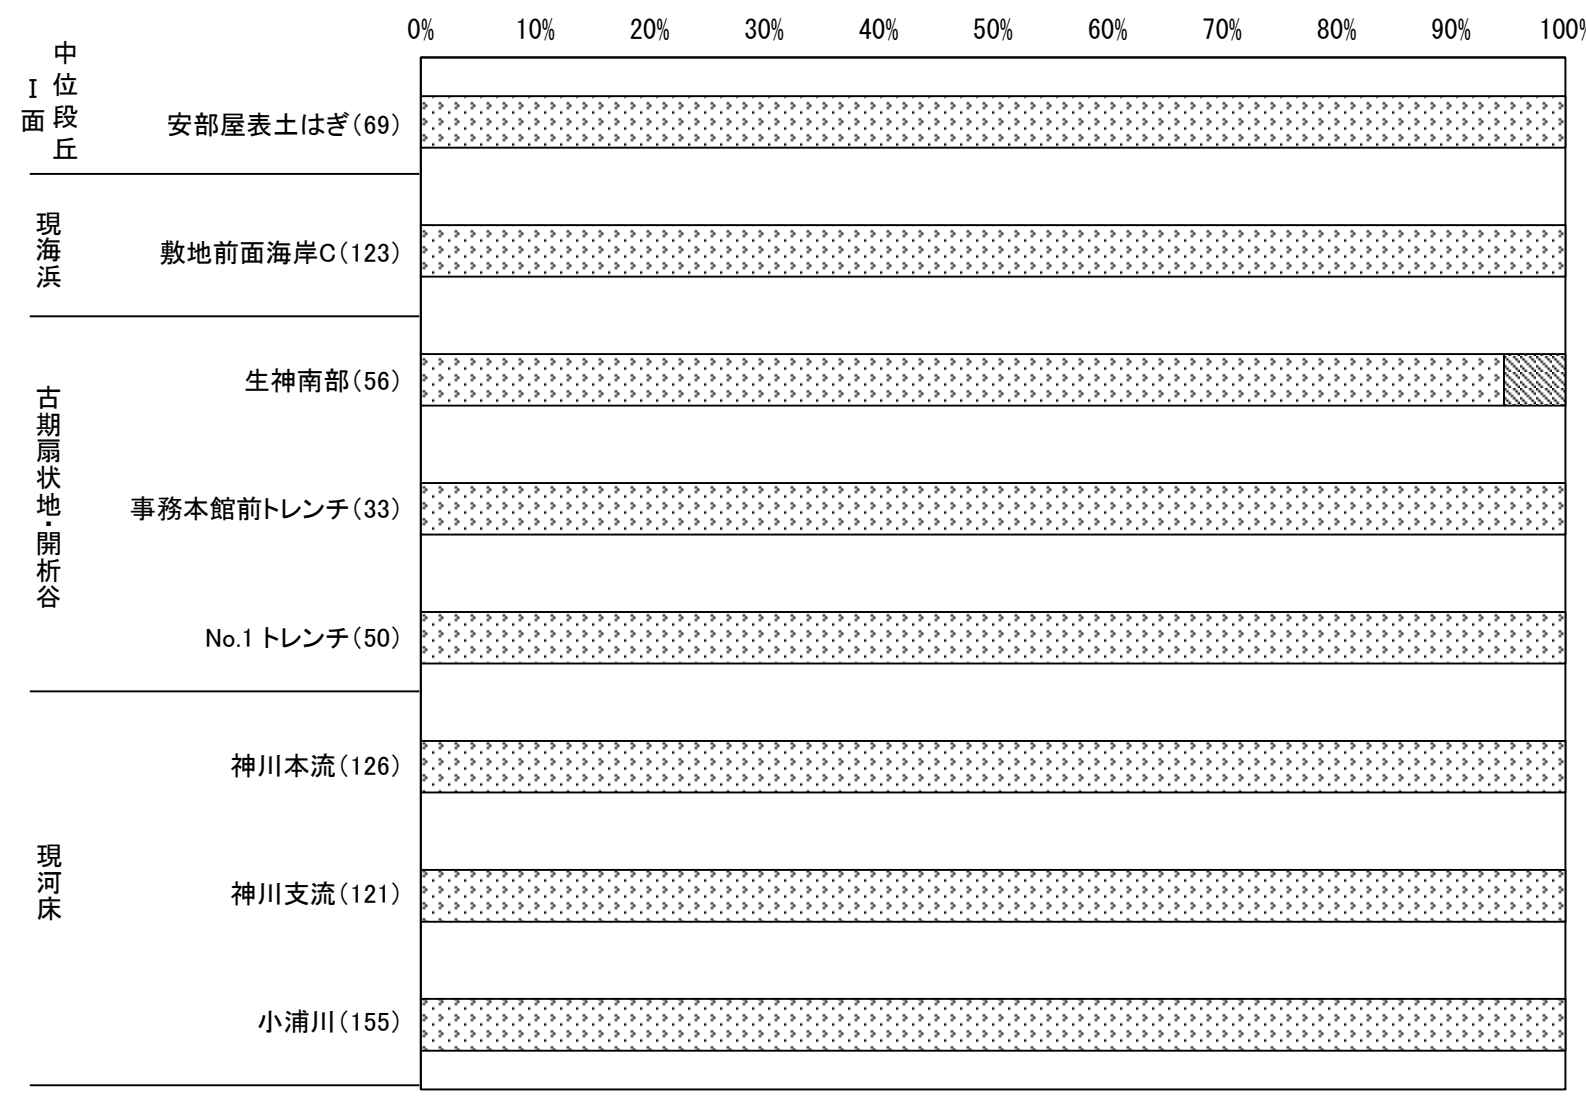 0% 10% 20% 30% 40% 50% 60% 70% 80% 90% 100%
中位段丘
Ⅰ面
安部屋表土はぎ(69)
現海浜
敷地前面海岸C(123)
古期扇状地・開析谷
生神南部(56)
事務本館前トレンチ(33)
No.1 トレンチ(50)
現河床
神川本流(126)
神川支流(121)
小浦川(155)